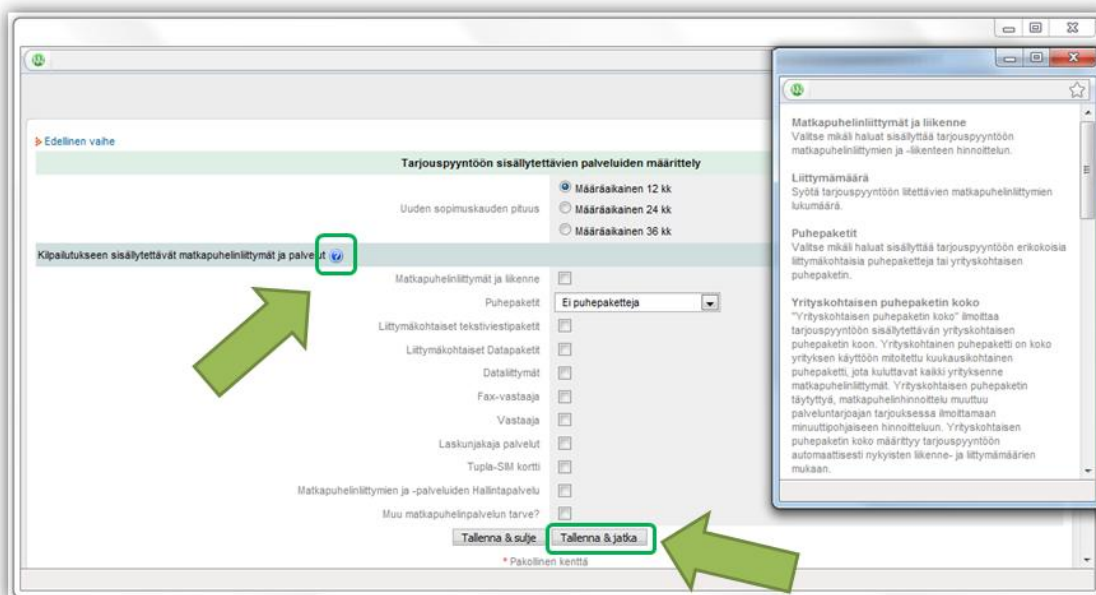 Edellinen vaihe
Tarjouspyyntöön sisällytettävien palveluiden määrittely
Uuden sopimuskauden pituus
Määräaikainen 12 kk
Määräaikainen 24 kk
Määräaikainen 36 kk
Kilpailutukseen sisällytettävät matkapuhelinliittymät ja palvelut ?
Matkapuhelinliittymät ja liikenne
Puhepaketit Ei puhepaketteja
Liittymäkohtaiset tekstiviestipaketit
Liittymäkohtaiset Datapaketit
Dataliittymät
Fax-vastaaja
Vastaaja
Laskunjakaja palvelut
Tupla-SIM kortti
Matkapuhelinliittymien ja -palveluiden Hallintapalvelu
Muu matkapuhelinpalvelun tarve?
Tallenna & sulje Tallenna & jatka
* Pakollinen kenttä
Matkapuhelinliittymät ja liikenne
Valitse mikäli haluat sisällyttää tarjouspyyntöön
matkapuhelinliittymien ja -liikenteen hinnoittelun.
Liittymämäärä
Syötä tarjouspyyntöön liitettävien matkapuhelinliittymien
lukumäärä.
Puhepaketit
Valitse mikäli haluat sisällyttää tarjouspyyntöön erikokoisia
liittymäkohtaisia puhepaketteja tai yrityskohtaisen
puhepaketin.
Yrityskohtaisen puhepaketin koko
"Yrityskohtaisen puhepaketin koko" ilmoittaa
tarjouspyyntöön sisällytettävän yrityskohtaisen
puhepaketin koon. Yrityskohtainen puhepaketti on koko
yrityksen käyttöön mitoitettu kuukausikohtainen
puhepaketti, jota kuluttavat kaikki yrityksenne
matkapuhelinliittymät. Yrityskohtaisen puhepaketin
täytyttyä, matkapuhelinhinnoittelu muuttuu
palveluntarjoajan tarjouksessa ilmoittamaan
minuuttipohjaiseen hinnoitteluun. Yrityskohtaisen
puhepaketin koko määrittyy tarjouspyyntöön
automaattisesti nykyisten liikenne- ja liittymämäärien
mukaan.